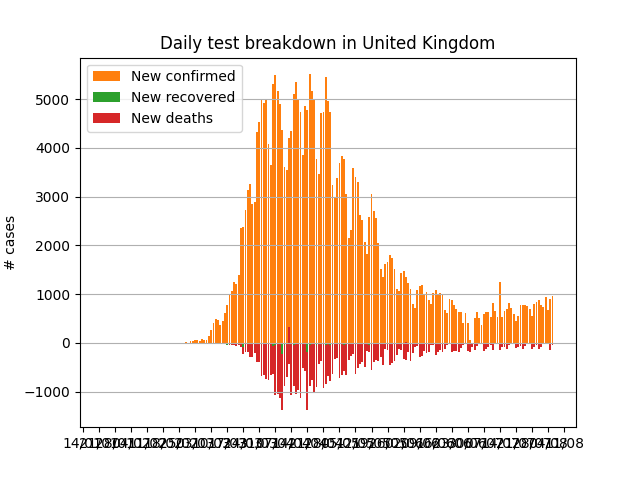 Daily test breakdown in United Kingdom
New confirmed
New recovered
New deaths
# cases
5000
4000
3000
2000
1000
0
−1000